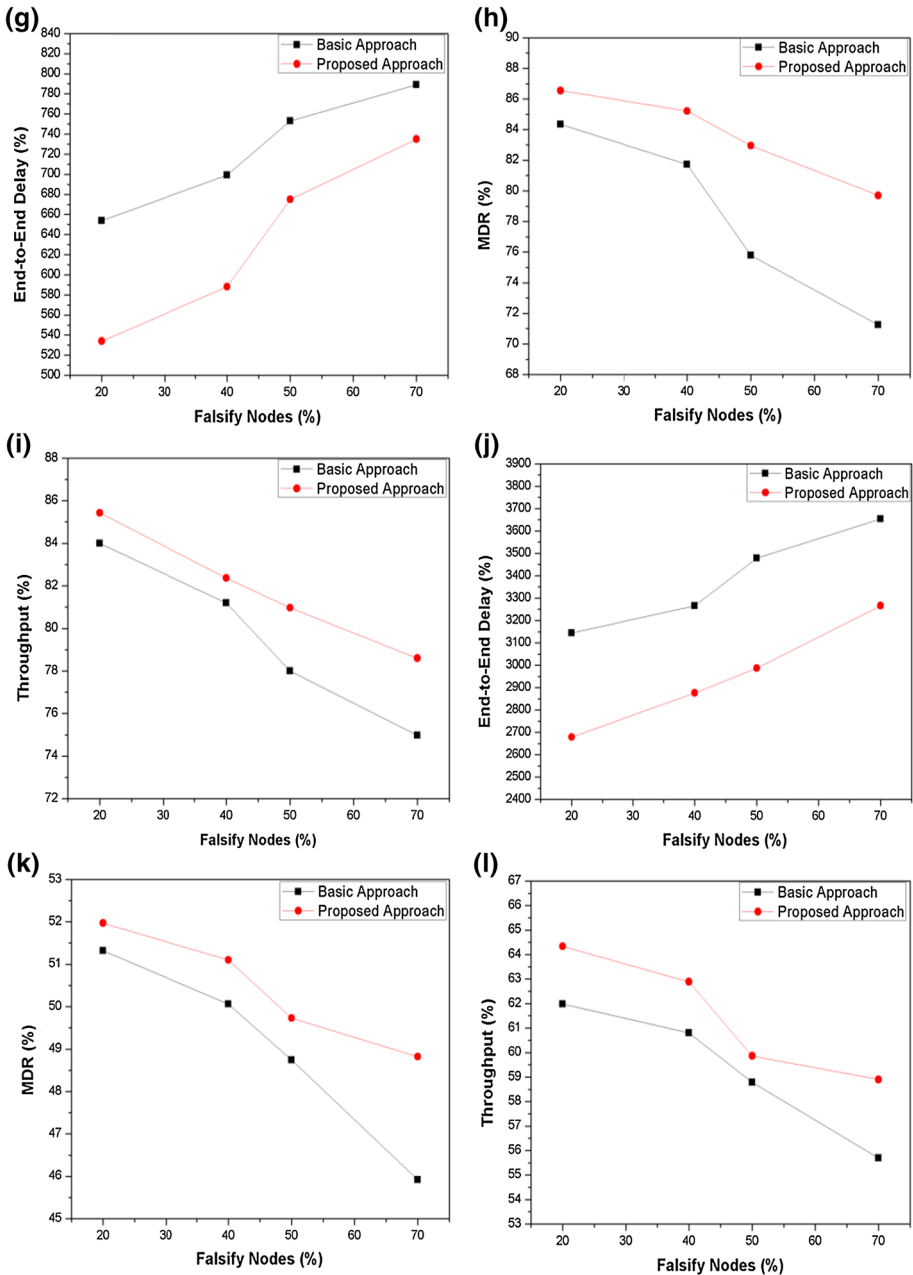 (g)
840
820
800
780
760
740
720
700
680
660
640
620
600
580
560
540
520
500
End-to-End Delay (%)
Basic Approach
Proposed Approach
20 30 40 50 60 70
Falsify Nodes (%)
(h)
90
88
86
84
82
80
78
76
74
72
70
68
MDR (%)
Basic Approach
Proposed Approach
20 30 40 50 60 70
Falsify Nodes (%)
(i)
88
86
84
82
80
78
76
74
72
Throughput (%)
Basic Approach
Proposed Approach
20 30 40 50 60 70
Falsify Nodes (%)
(j)
3900
3800
3700
3600
3500
3400
3300
3200
3100
3000
2900
2800
2700
2600
2500
2400
End-to-End Delay (%)
Basic Approach
Proposed Approach
20 30 40 50 60 70
Falsify Nodes (%)
(k)
53
52
51
50
49
48
47
46
45
MDR (%)
Basic Approach
Proposed Approach
20 30 40 50 60 70
Falsify Nodes (%)
(l)
67
66
65
64
63
62
61
60
59
58
57
56
55
54
53
Throughput (%)
Basic Approach
Proposed Approach
20 30 40 50 60 70
Falsify Nodes (%)